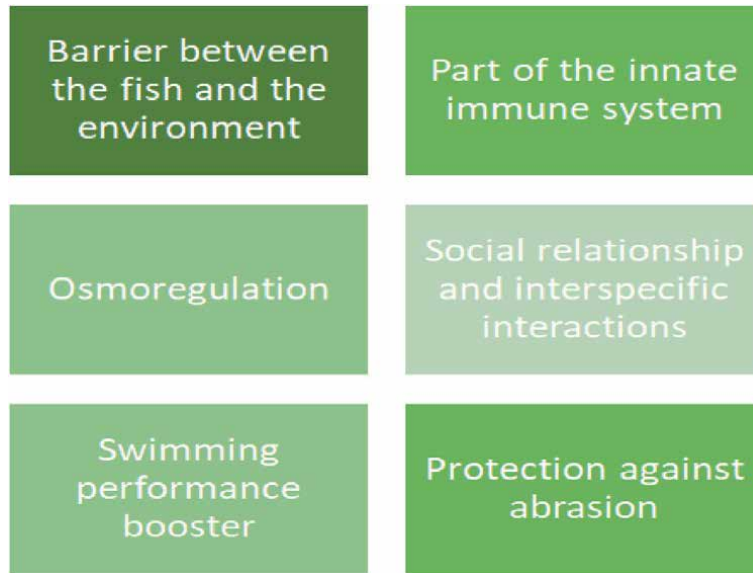 Barrier between
the fish and the
environment
Part of the innate
immune system
Osmoregulation
Social relationship
and interspecific
interactions
Swimming
performance
booster
Protection against
abrasion